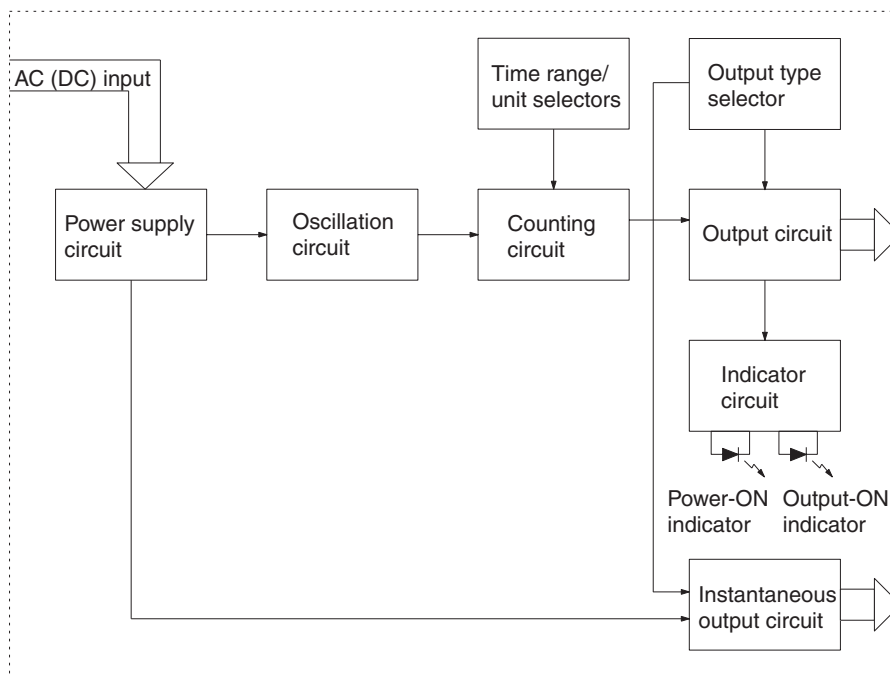 AC (DC) input
Time range/
unit selectors
Output type
selector
Power supply
circuit
Oscillation
circuit
Counting
circuit
Output circuit
Indicator
circuit
Power-ON
indicator
Output-ON
indicator
Instantaneous
output circuit